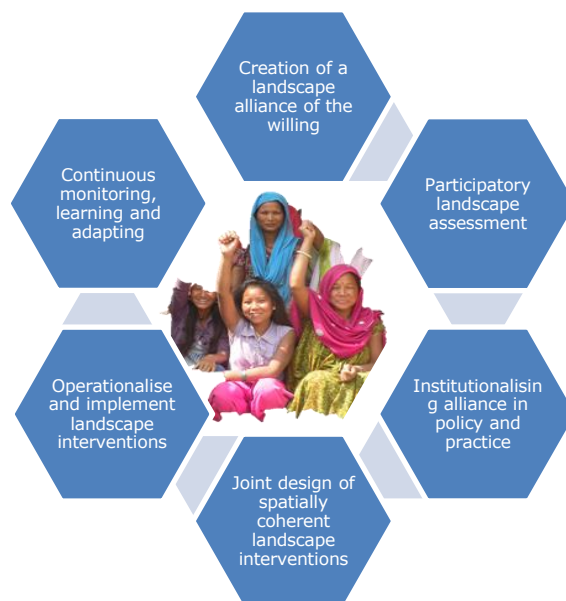 Creation of a
landscape
alliance of the
willing
Participatory
landscape
assessment
Institutionalisin
g alliance in
policy and
practice
Joint design of
spatially
coherent
landscape
interventions
Operationalise
and implement
landscape
interventions
Continuous
monitoring,
learning and
adapting